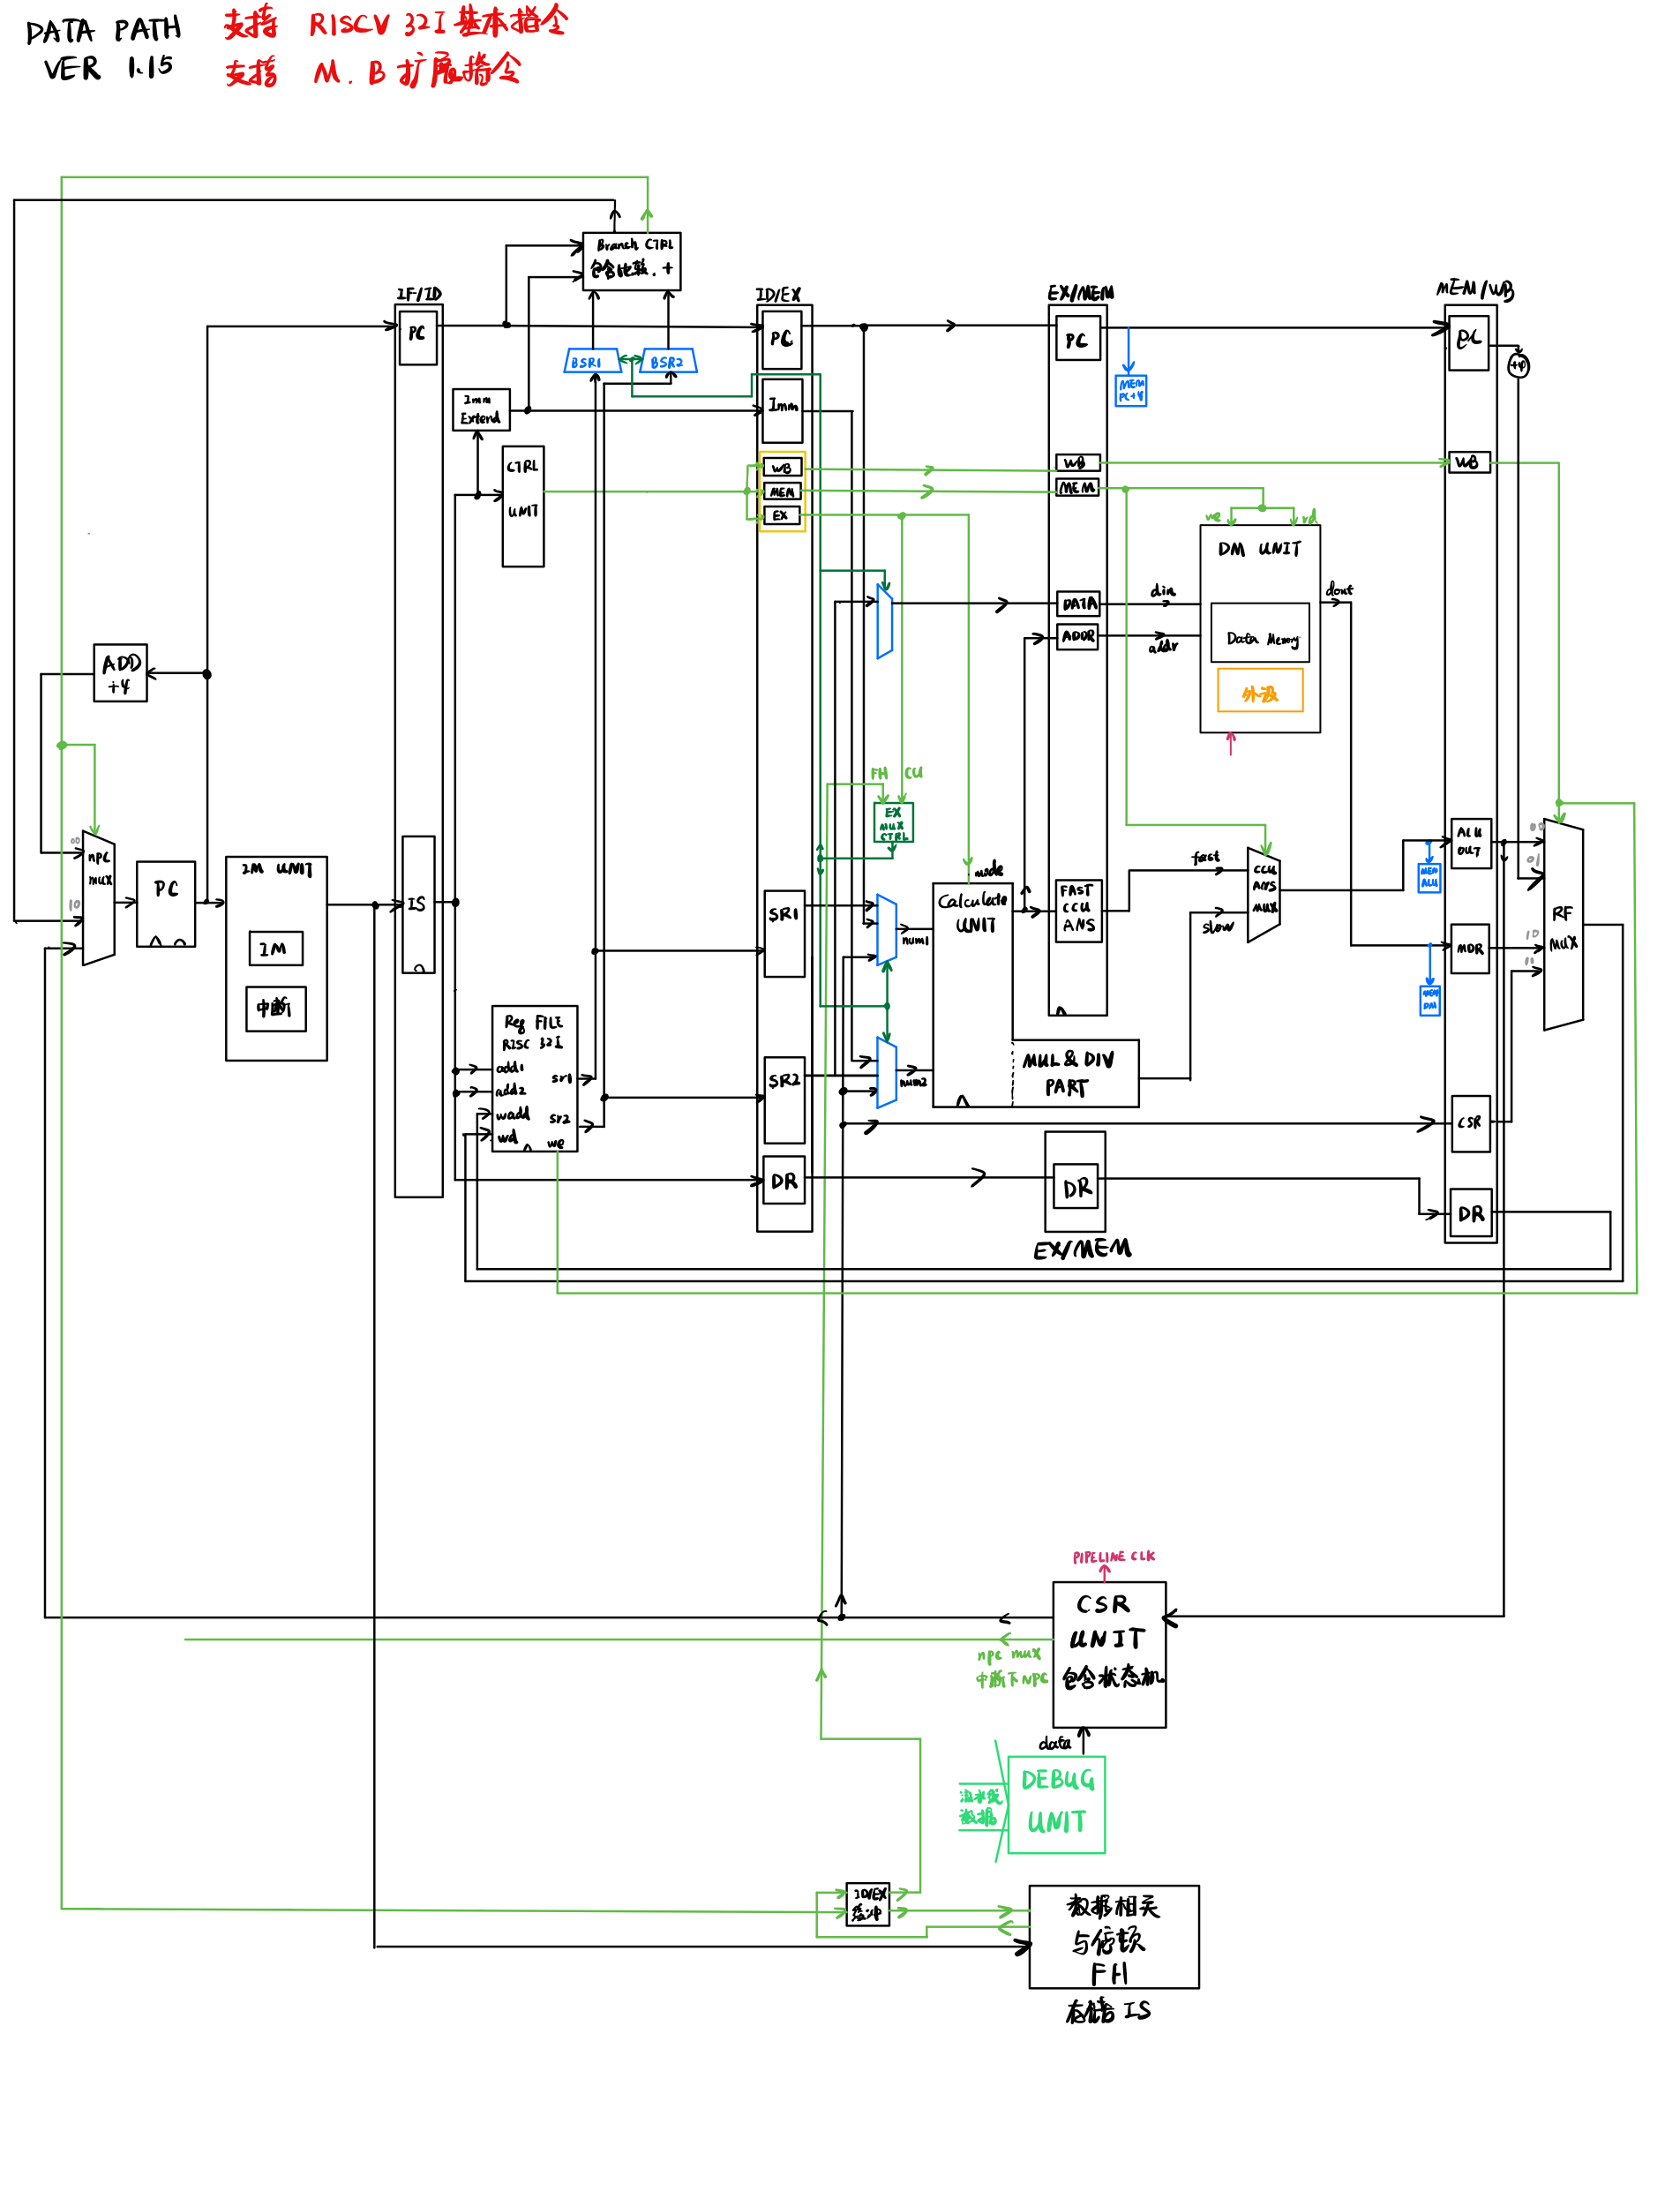 DATA PATH
VER 1.15
支持 RISCV 32I 基本指令
支持 M. B 扩展指令
Branch CTRL
包含比较. +
IF/ID
ID/EX
EX/MEM
MEM/WB
PC
PC
PC
PC
+4
BSR1
BSR2
MEM
PC+4
Imm
Extend
Imm
CTRL
UNIT
WB
MEM
EX
WB
MEM
WB
we
rd
DM UNIT
Data Memory
外设
din
addr
dout
DATA
ADDR
ADD
+4
FH CU
EX
MUX
CTRL
00
10
nPC
mux
PC
IM UNIT
IM
中断
IS
SR1
SR2
num1
num2
mode
Calculate
UNIT
MUL & DIV
PART
FAST
CCU
ANS
fast
slow
CCU
ANS
MUX
ALU
OUT
MEM
ALU
MDR
MEM
DM
00
01
10
11
RF
MUX
Reg FILE
RISC 32I
add1
add2
wadd
wd
sr1
sr2
we
CSR
DR
DR
DR
EX/MEM
PIPELINE CLK
CSR
UNIT
包含状态机
npc mux
中断下NPC
data
DEBUG
UNIT
流水线
数据
ID/EX
缓冲
数据相关
与停顿
FH
存储 IS